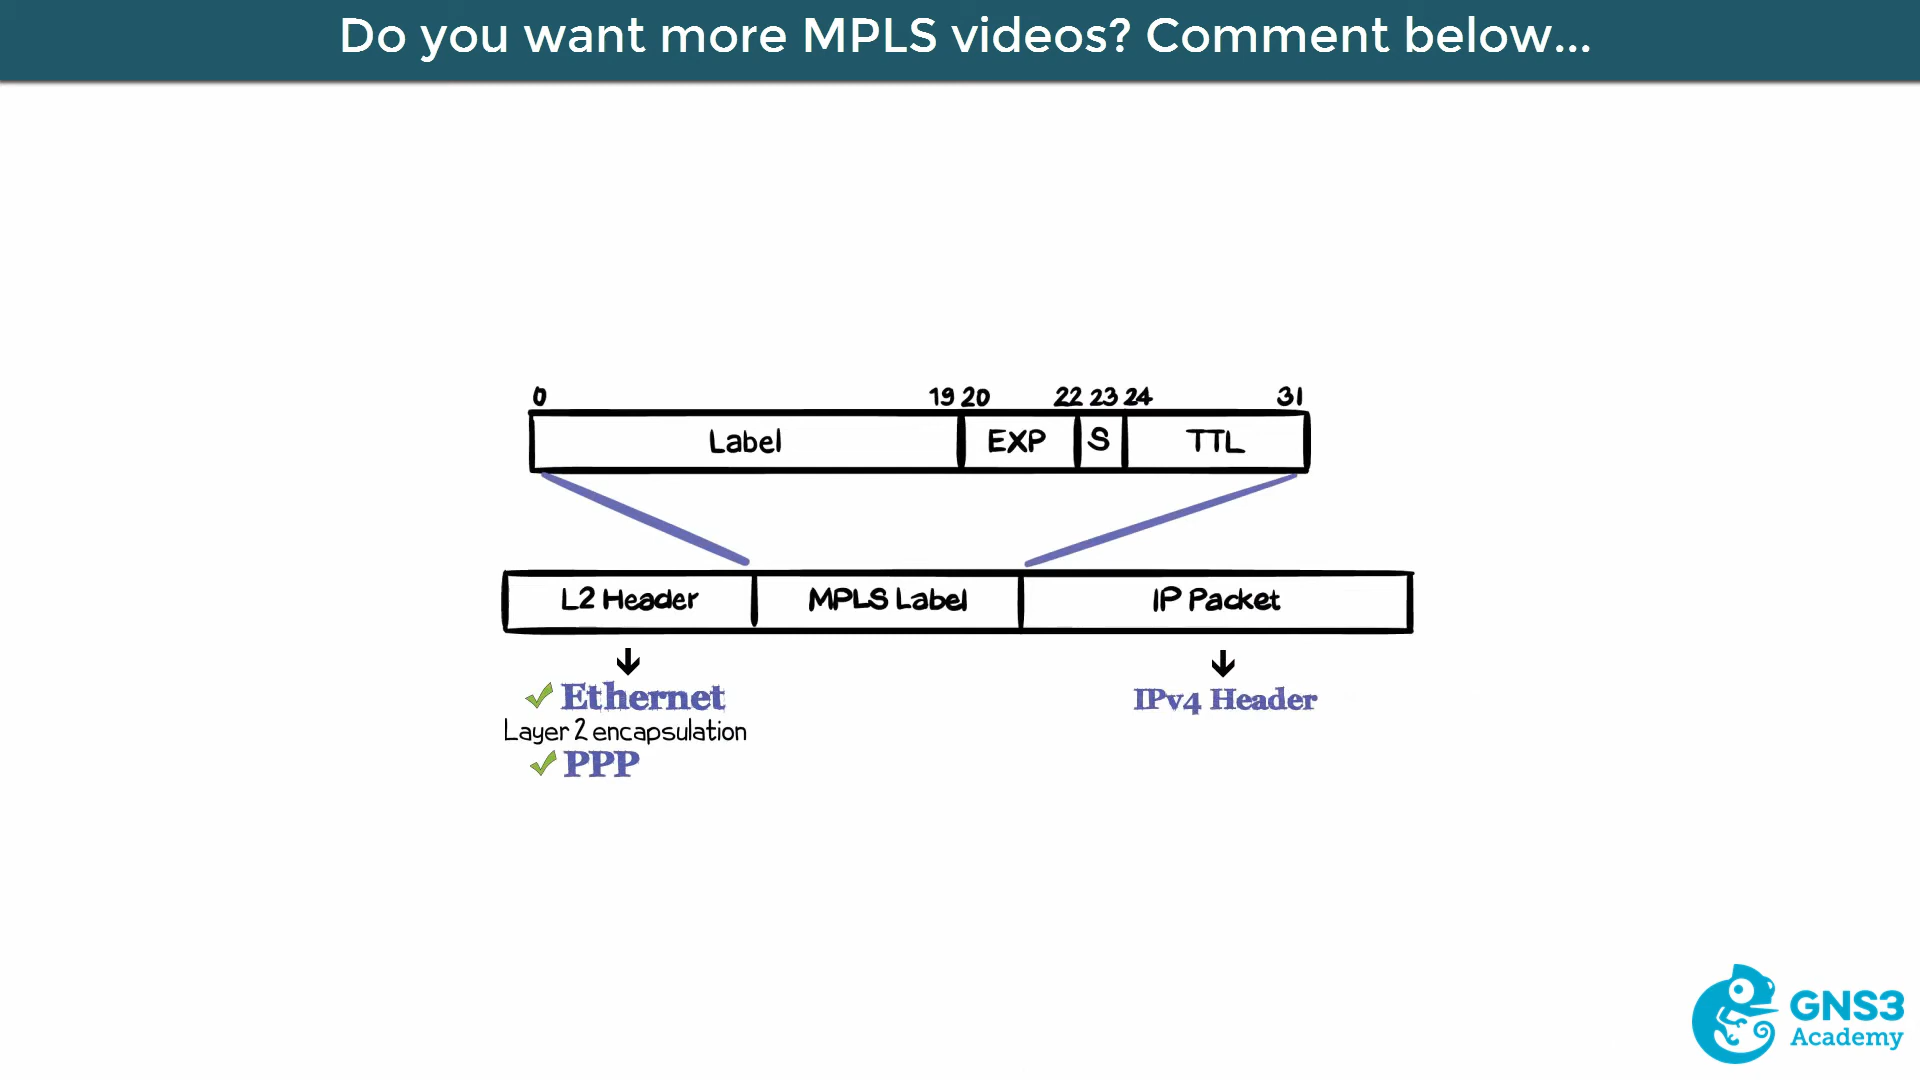 Do you want more MPLS videos? Comment below...
0 19 20 22 23 24 31
Label EXP S TTL
L2 Header MPLS Label IP Packet
Ethernet IPv4 Header
Layer 2 encapsulation
PPP
GNS3
Academy